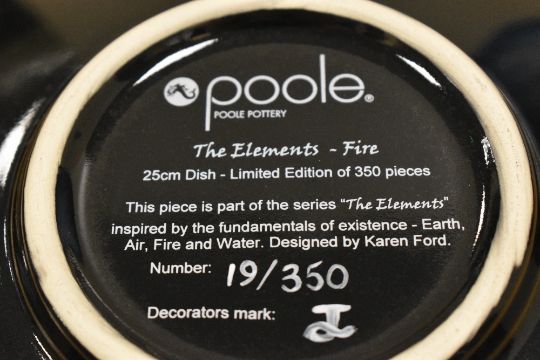 poole®
POOLE POTTERY
The Elements - Fire
25cm Dish - Limited Edition of 350 pieces
This piece is part of the series "The Elements"
inspired by the fundamentals of existence - Earth,
Air, Fire and Water. Designed by Karen Ford.
Number: 19/350
Decorators mark: